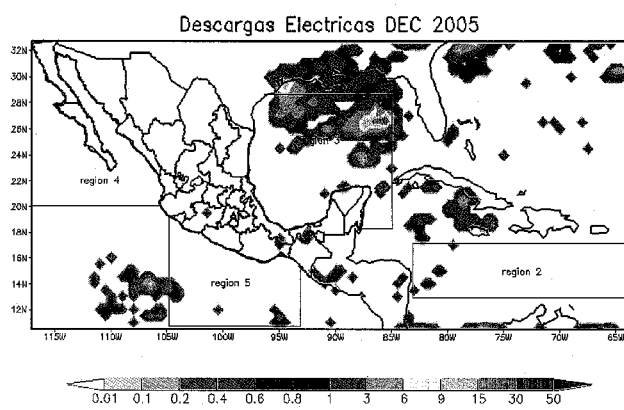 Descargas Electricas DEC 2005
32N
30N
28N
26N
24N
22N
20N
18N
16N
14N
12N
region 3
region 4
region 5
region 2
115W 110W 105W 100W 95W 90W 85W 80W 75W 70W 65W
0.01 0.1 0.2 0.4 0.6 0.8 1 3 6 9 15 30 50